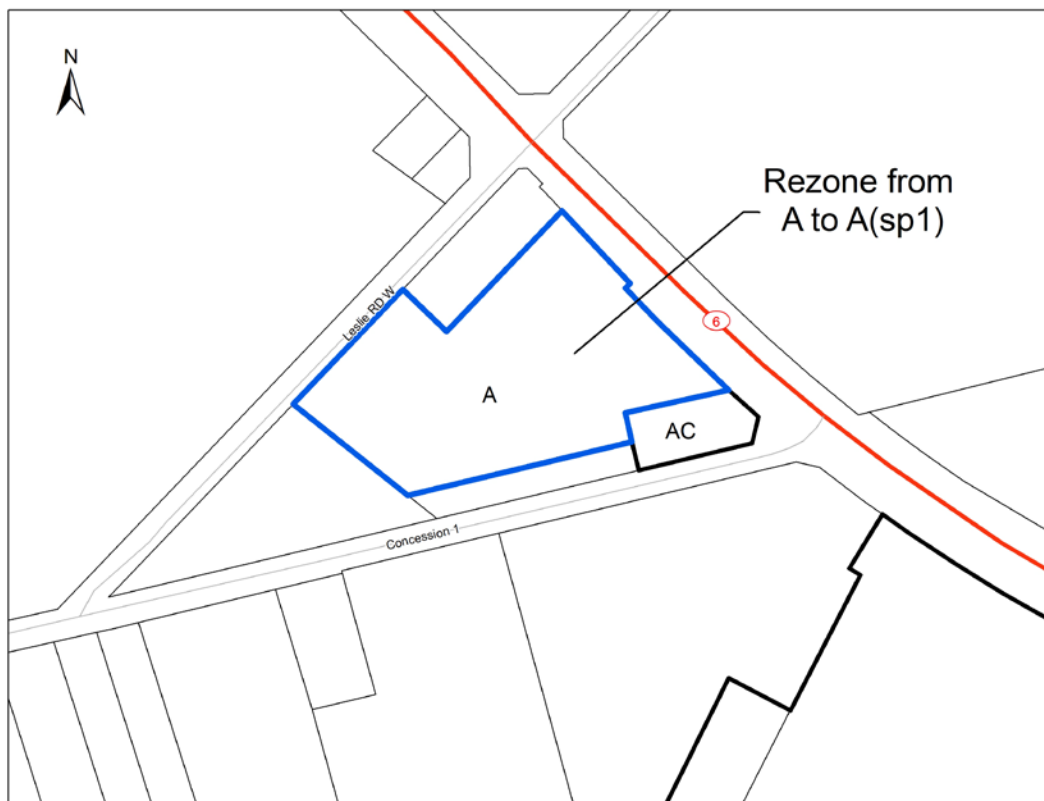 N
Rezone from
A to A(sp1)
Leslie RD W
6
A
AC
Concession 1